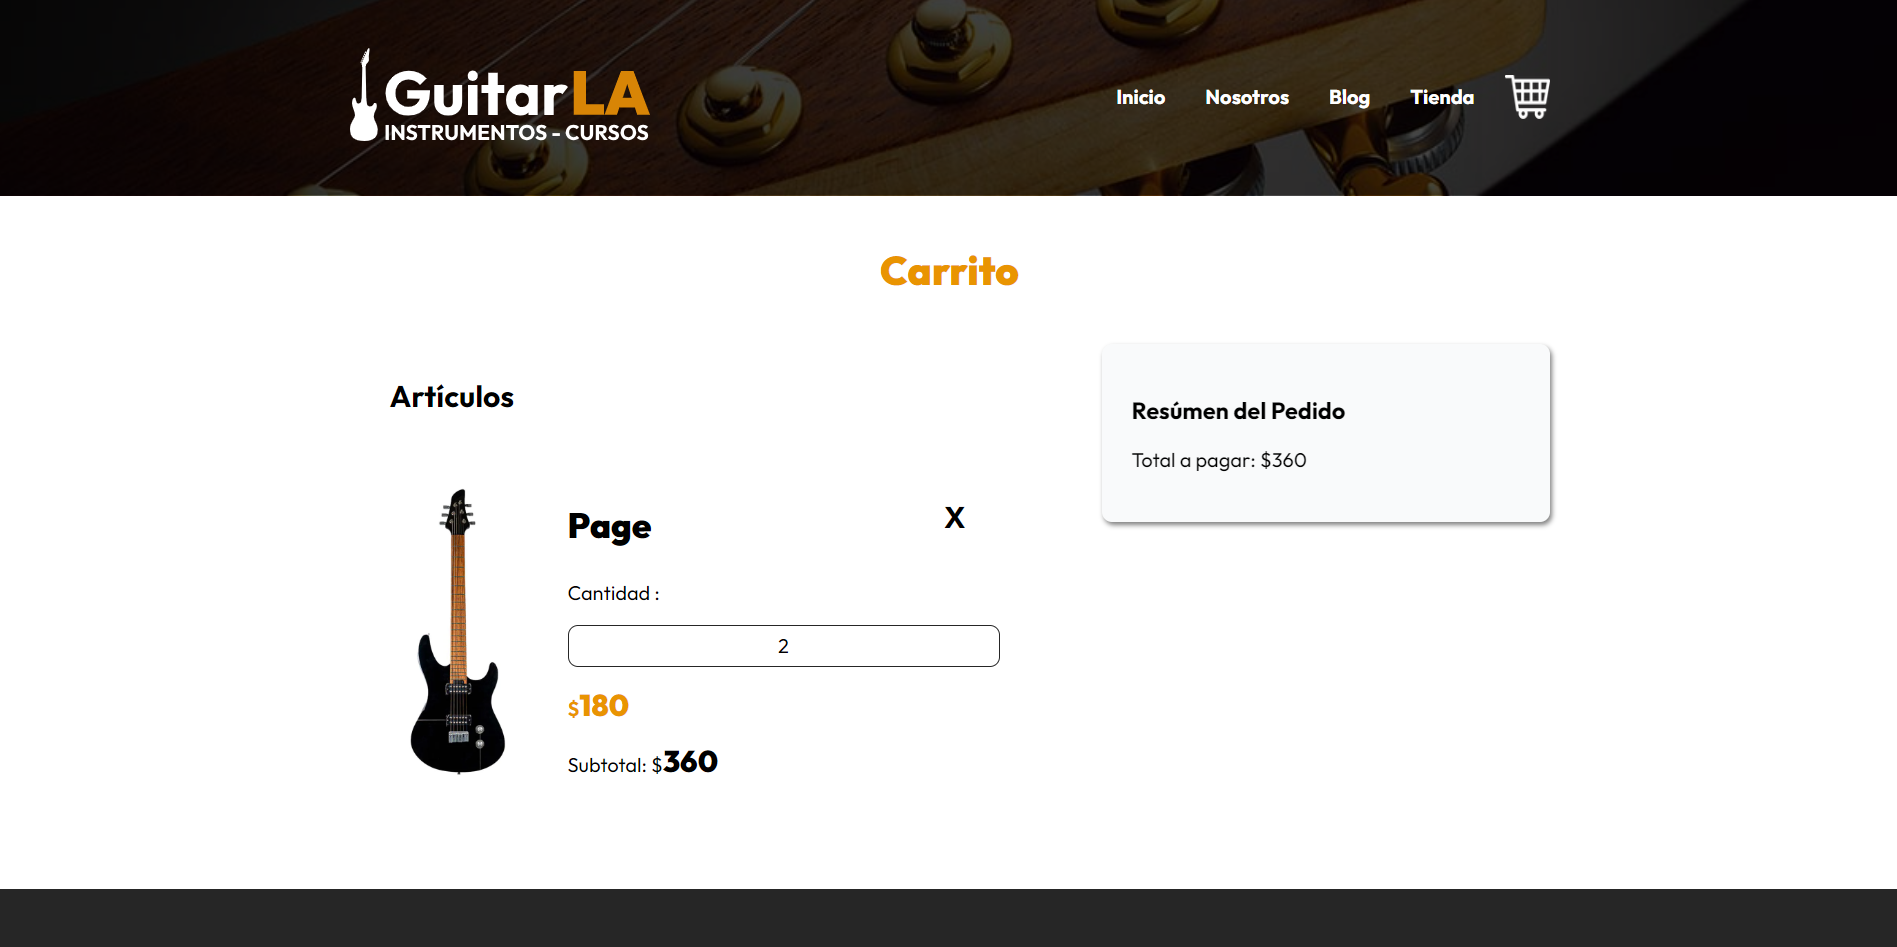 GuitarLA
INSTRUMENTOS - CURSOS
Inicio Nosotros Blog Tienda
Carrito
Artículos
Page
X
Cantidad :
2
$180
Subtotal: $360
Resúmen del Pedido
Total a pagar: $360